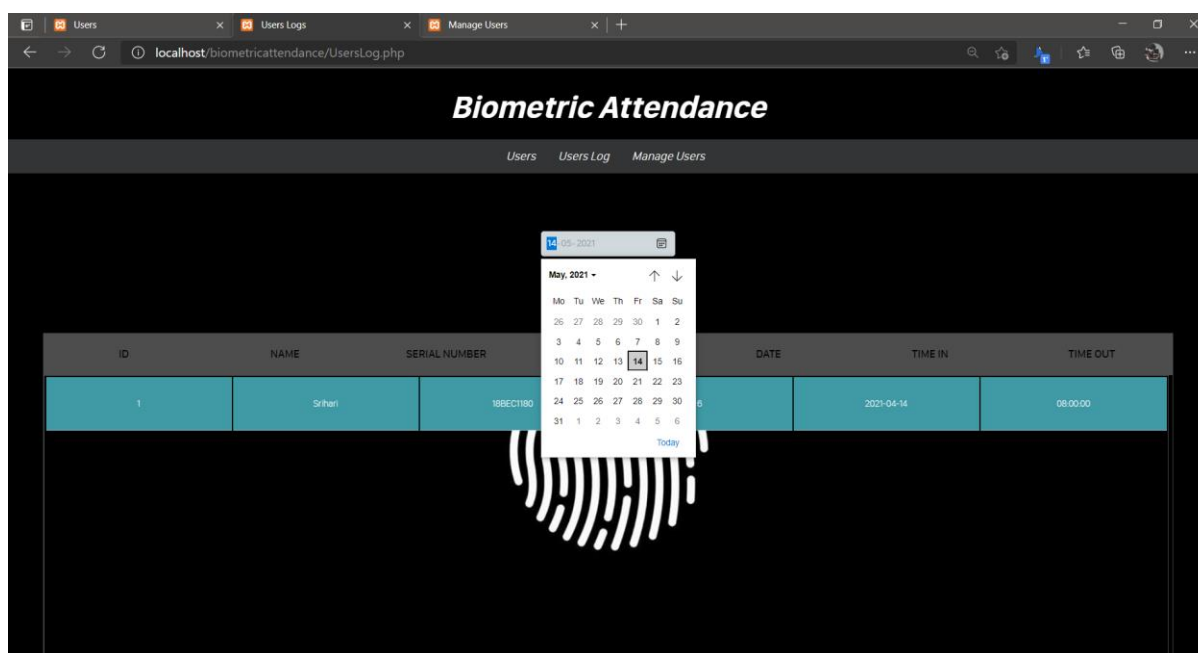 Users Users Logs Manage Users
localhost/biometricattendance/UsersLog.php
Biometric Attendance
Users Users Log Manage Users
14-05-2021
May, 2021
Mo Tu We Th Fr Sa Su
26 27 28 29 30 1 2
3 4 5 6 7 8 9
10 11 12 13 14 15 16
17 18 19 20 21 22 23
24 25 26 27 28 29 30
31 1 2 3 4 5 6
Today
ID NAME SERIAL NUMBER DATE TIME IN TIME OUT
1 Srihari 18BEC1180 6 2021-04-14 08:00:00